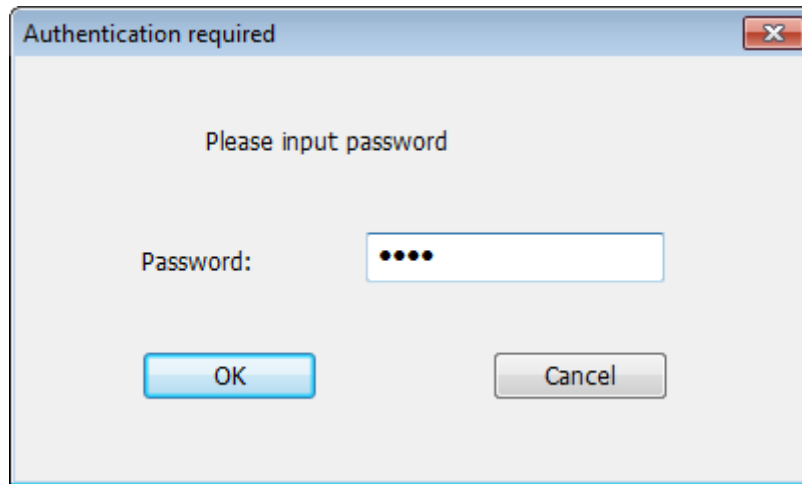 Authentication required
Please input password
Password: ••••
OK
Cancel